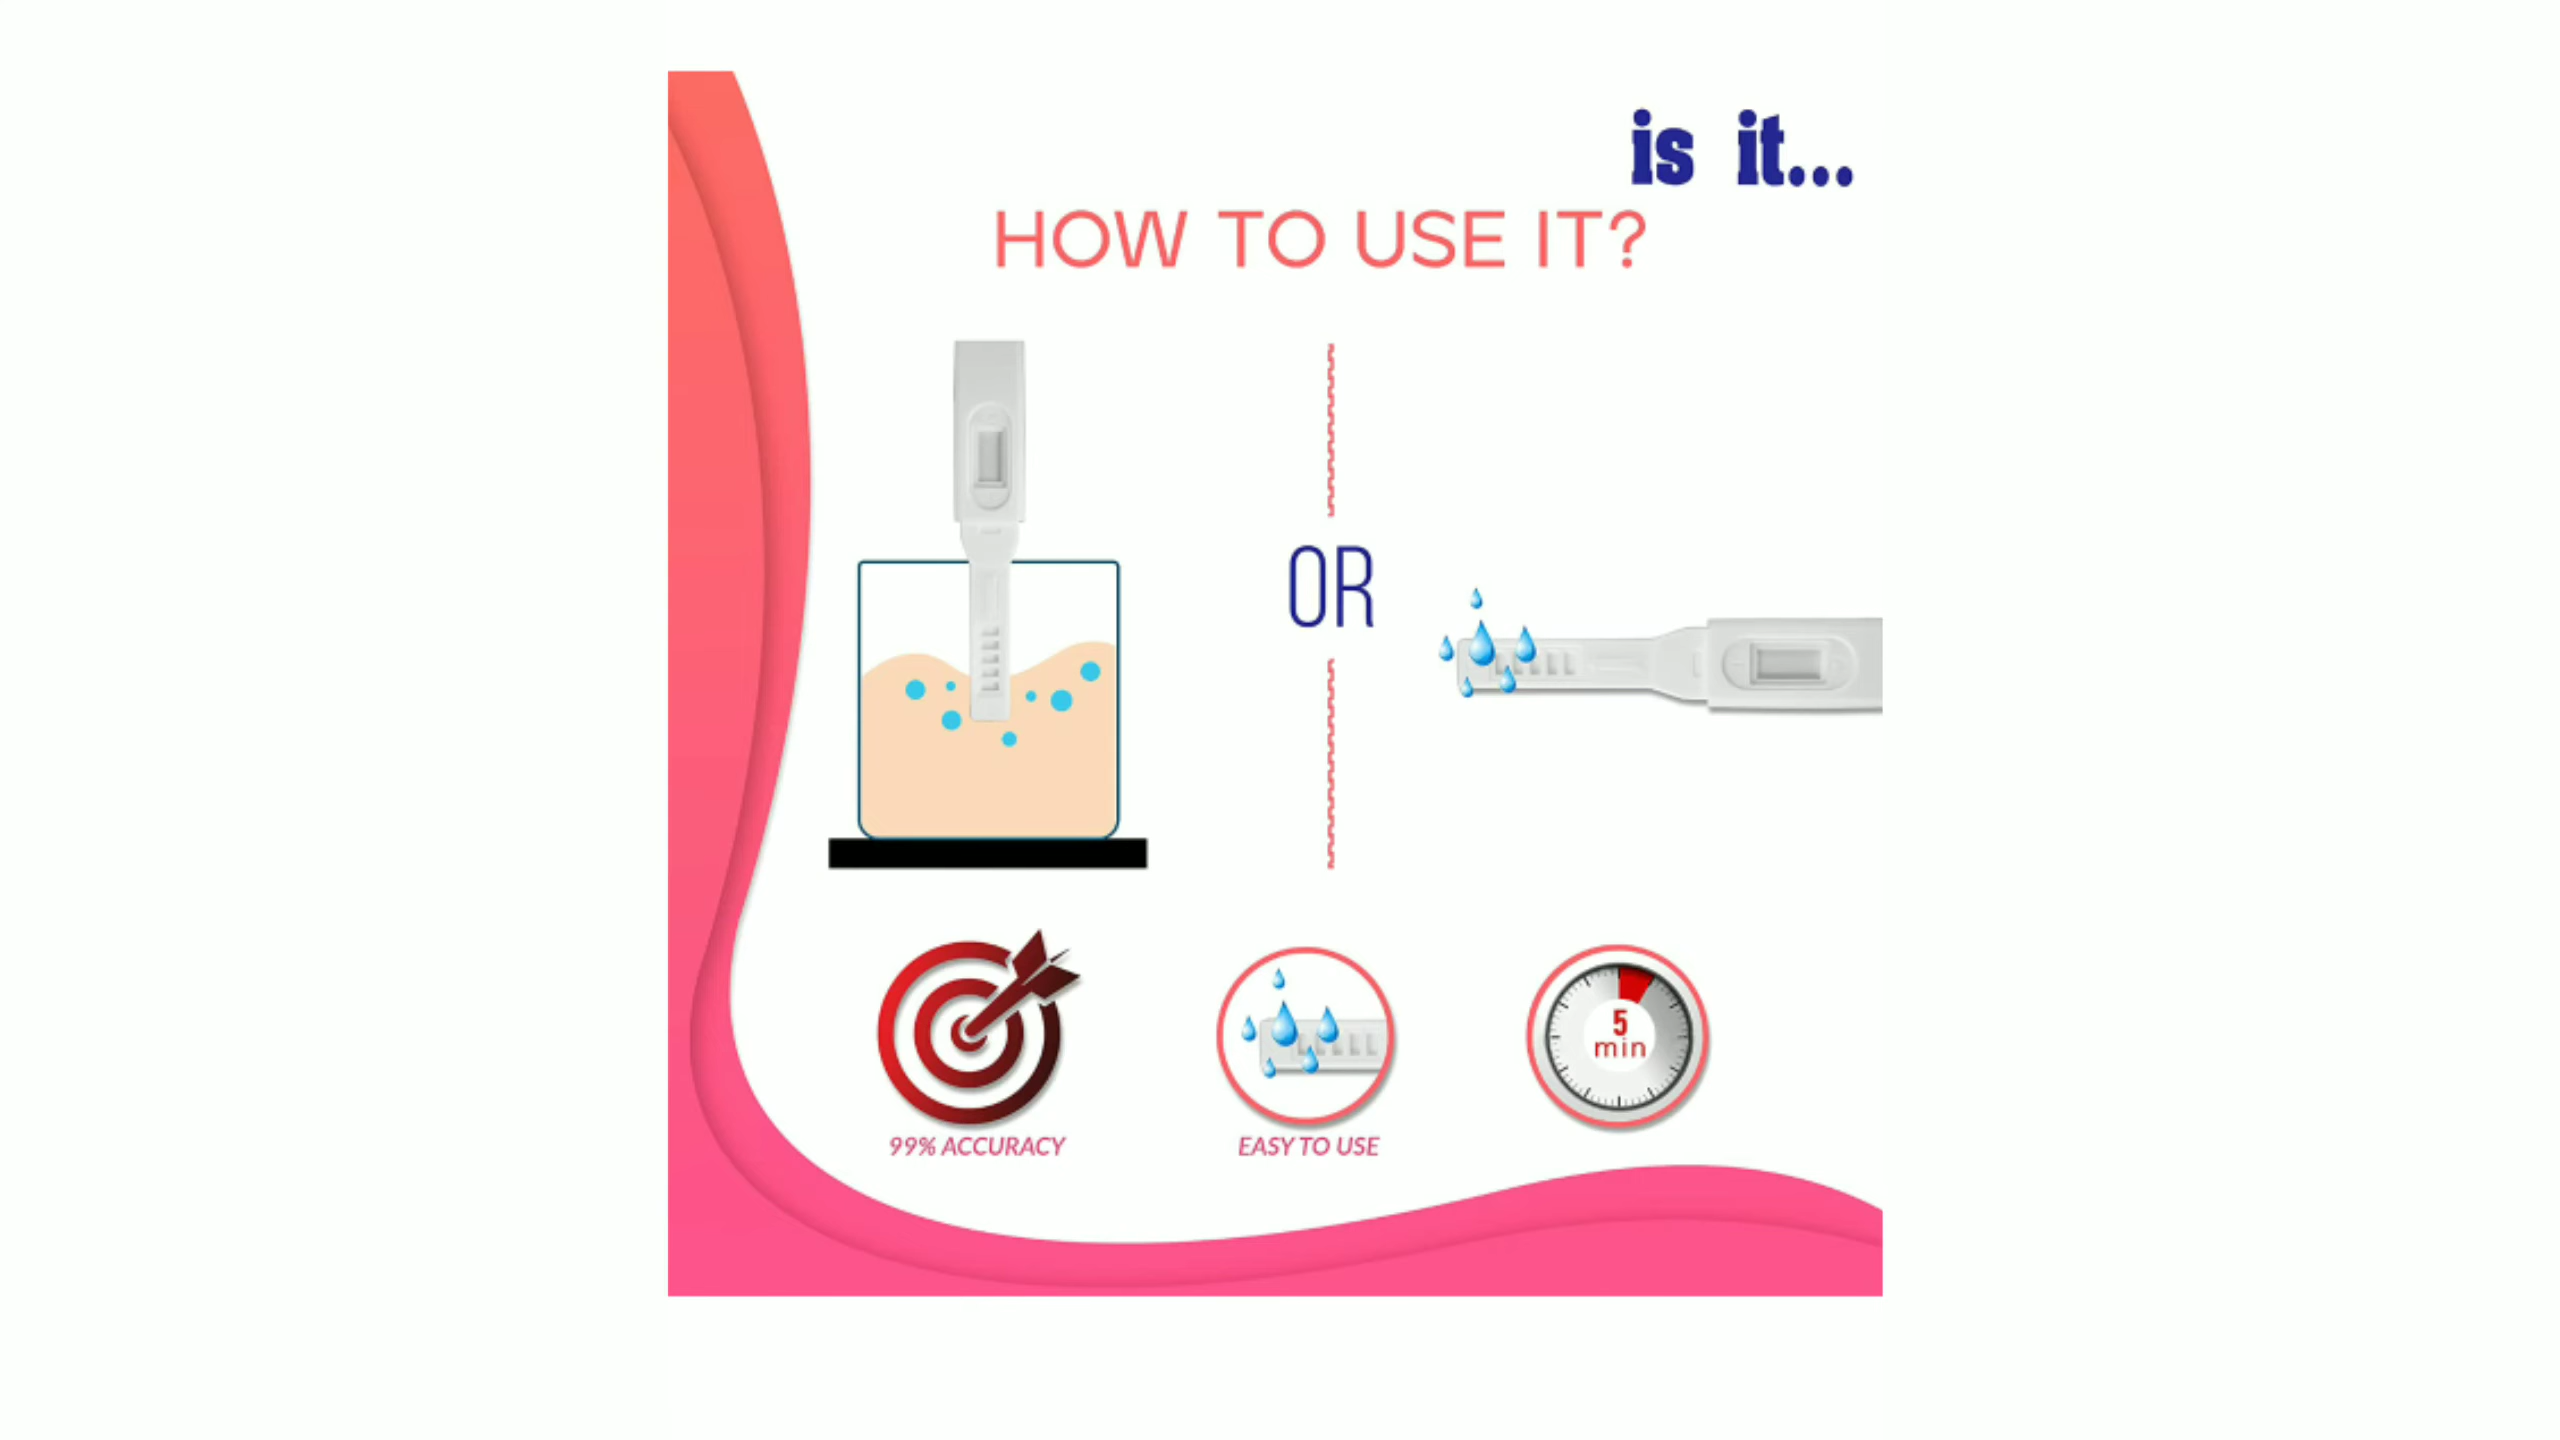 is it...
HOW TO USE IT?
OR
5
min
99% ACCURACY
EASY TO USE